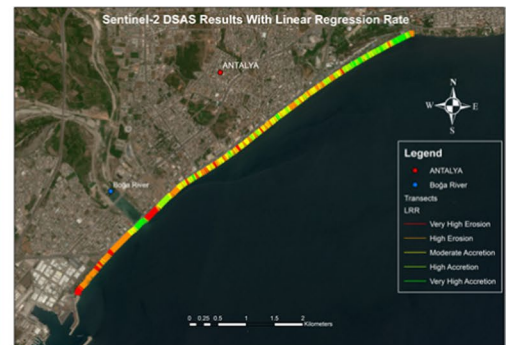 Sentinel-2 DSAS Results With Linear Regression Rate
ANTALYA
N
W E
S
Boğa River
Legend
ANTALYA
Boğa River
Transects
LRR
Very High Erosion
High Erosion
Moderate Accretion
High Accretion
Very High Accretion
0 0.25 0.5 1 1.5 2
Kilometers